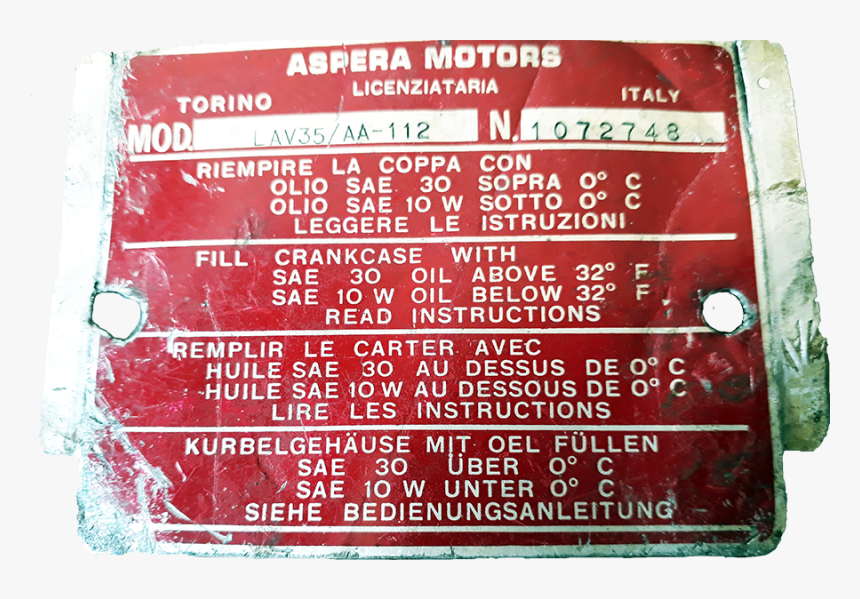 ASPERA MOTORS
LICENZIATARIA
TORINO ITALY
MOD. LAV35/AA-112 N. 1072748
RIEMPIRE LA COPPA CON
OLIO SAE 30 SOPRA 0° C
OLIO SAE 10 W SOTTO 0° C
LEGGERE LE ISTRUZIONI
FILL CRANKCASE WITH
SAE 30 OIL ABOVE 32° F
SAE 10 W OIL BELOW 32° F
READ INSTRUCTIONS
REMPLIR LE CARTER AVEC
HUILE SAE 30 AU DESSUS DE 0° C
HUILE SAE 10 W AU DESSOUS DE 0° C
LIRE LES INSTRUCTIONS
KURBELGEHÄUSE MIT OEL FÜLLEN
SAE 30 ÜBER 0° C
SAE 10 W UNTER 0° C
SIEHE BEDIENUNGSANLEITUNG